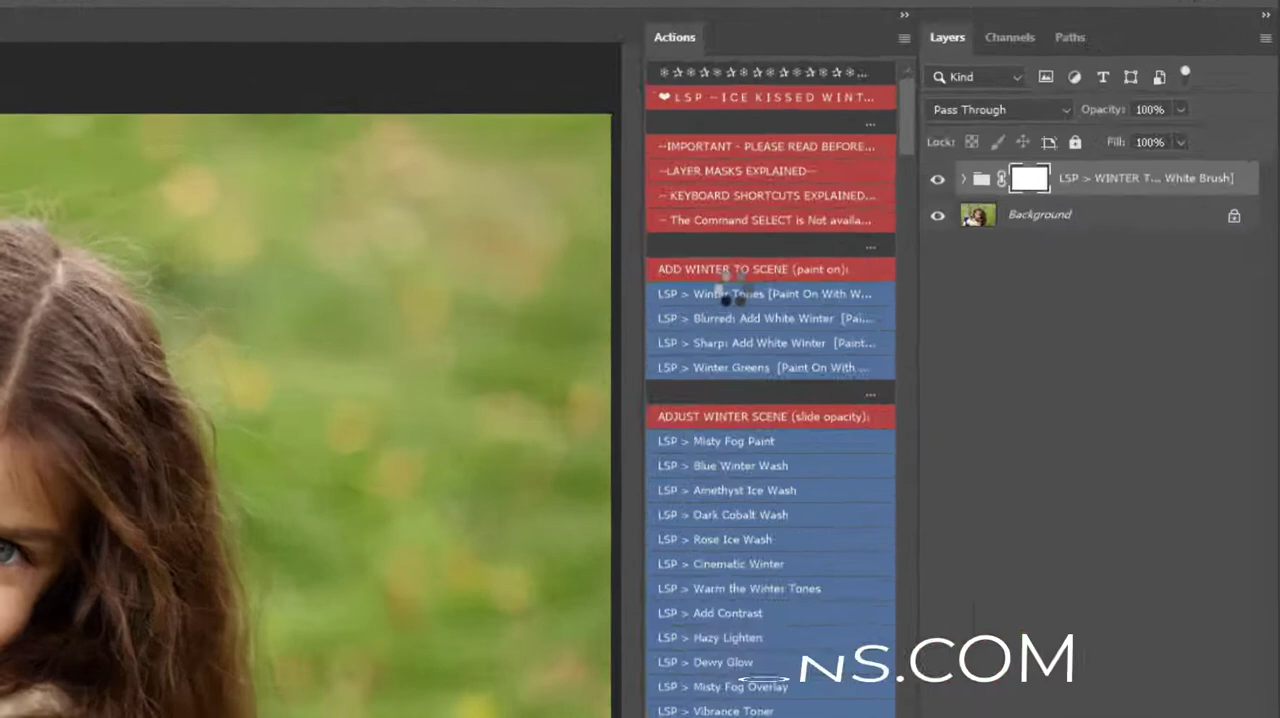 Actions
❄✰❄✰❄✰❄✰❄✰❄✰❄✰❄...
❤ L S P -- I C E K I S S E D W I N T...
...
--IMPORTANT - PLEASE READ BEFORE...
--LAYER MASKS EXPLAINED--
-- KEYBOARD SHORTCUTS EXPLAINED...
-- The Command SELECT is Not availa...
...
ADD WINTER TO SCENE (paint on):
LSP > Winter Tones [Paint On With W...
LSP > Blurred: Add White Winter [Pai...
LSP > Sharp: Add White Winter [Paint...
LSP > Winter Greens [Paint On With ...
...
ADJUST WINTER SCENE (slide opacity):
LSP > Misty Fog Paint
LSP > Blue Winter Wash
LSP > Amethyst Ice Wash
LSP > Dark Cobalt Wash
LSP > Rose Ice Wash
LSP > Cinematic Winter
LSP > Warm the Winter Tones
LSP > Add Contrast
LSP > Hazy Lighten
LSP > Dewy Glow
LSP > Misty Fog Overlay
LSP > Vibrance Toner
Layers Channels Paths
Kind
Pass Through Opacity: 100%
Lock: Fill: 100%
LSP > WINTER T... White Brush]
Background
NS.COM